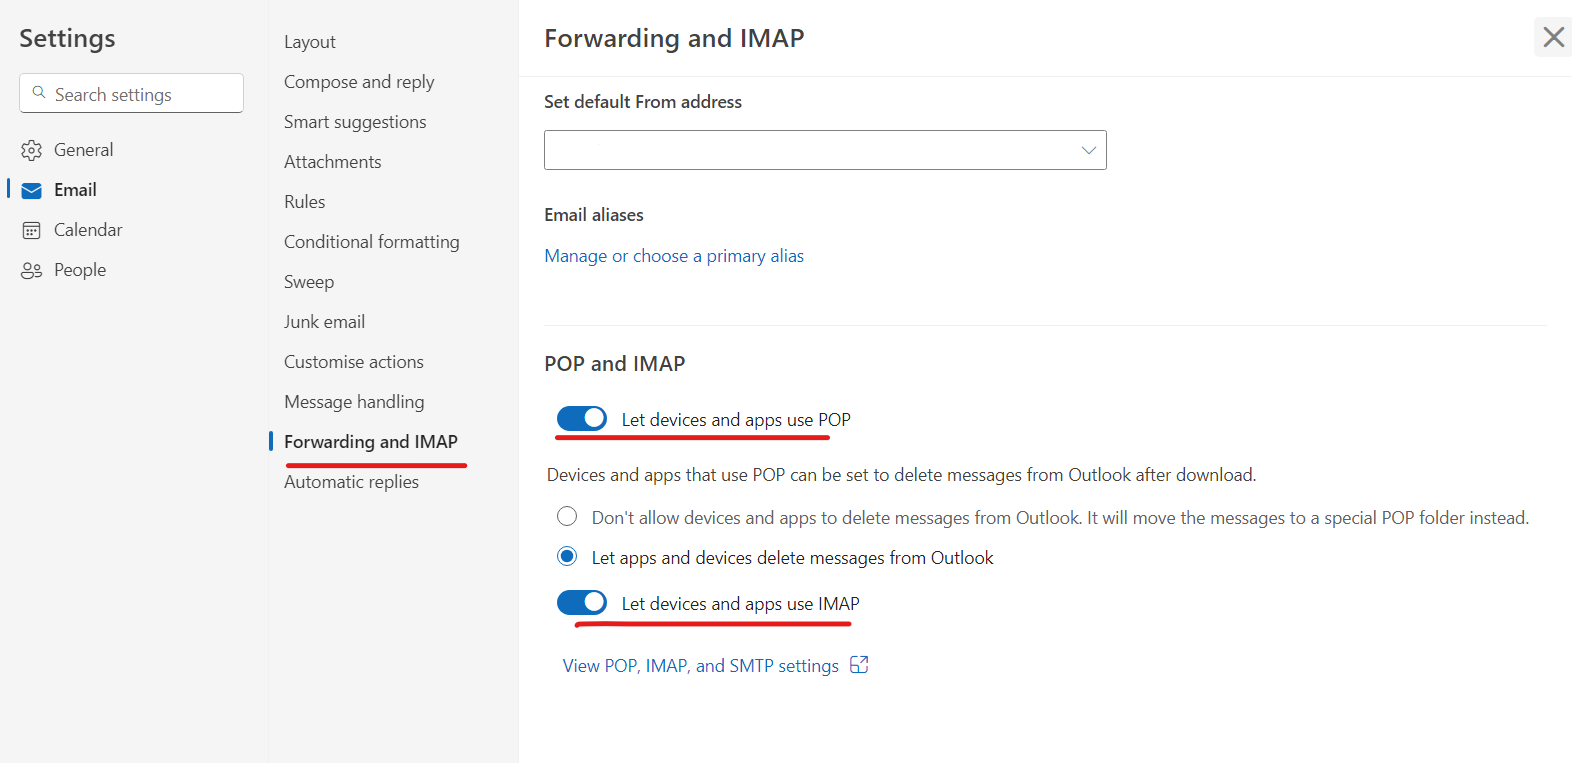 Settings
Search settings
General
Email
Calendar
People
Layout
Compose and reply
Smart suggestions
Attachments
Rules
Conditional formatting
Sweep
Junk email
Customise actions
Message handling
Forwarding and IMAP
Automatic replies
Forwarding and IMAP
Set default From address
Email aliases
Manage or choose a primary alias
POP and IMAP
Let devices and apps use POP
Devices and apps that use POP can be set to delete messages from Outlook after download.
Don't allow devices and apps to delete messages from Outlook. It will move the messages to a special POP folder instead.
Let apps and devices delete messages from Outlook
Let devices and apps use IMAP
View POP, IMAP, and SMTP settings